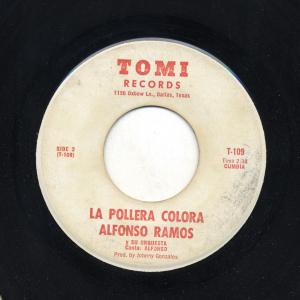 TOMI
RECORDS
1136 Oxbow Ln., Dallas, Texas
SIDE 2
(T-109)
T-109
Time 2:38
CUMBIA
LA POLLERA COLORA
ALFONSO RAMOS
y SU ORQUESTA
Canta: ALFONSO
Prod. by Johnny Gonzales